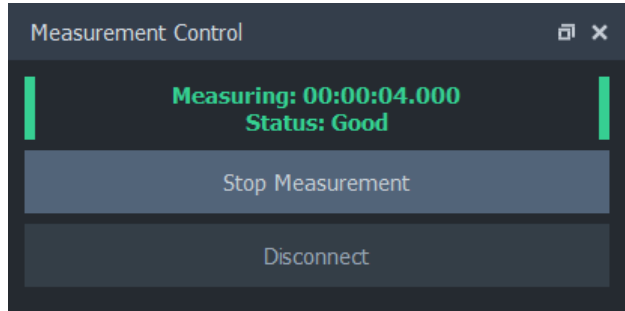 Measurement Control
Measuring: 00:00:04.000
Status: Good
Stop Measurement
Disconnect